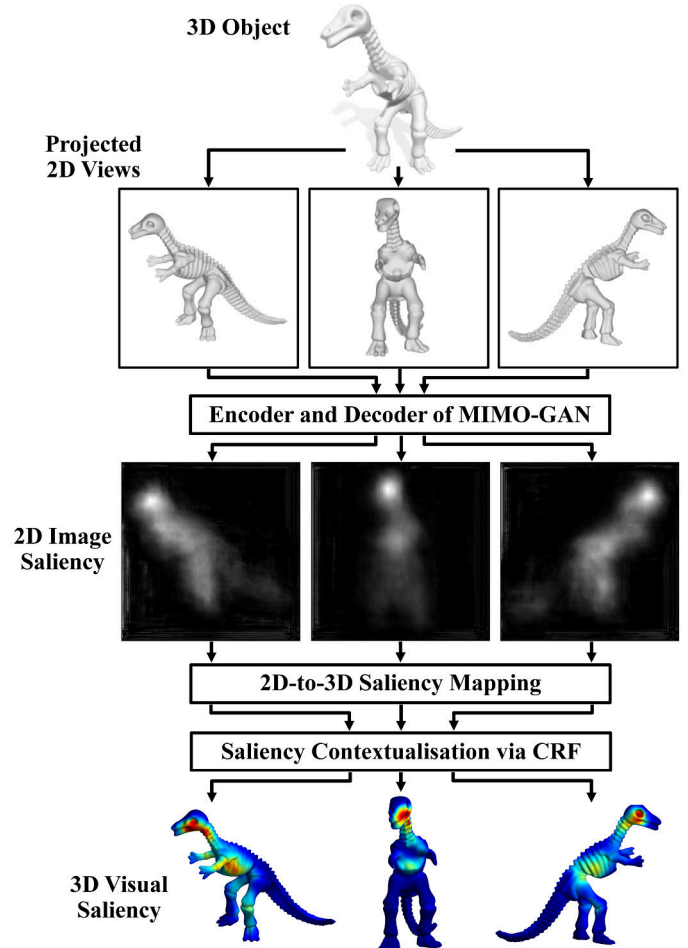 3D Object
Projected
2D Views
Encoder and Decoder of MIMO-GAN
2D Image
Saliency
2D-to-3D Saliency Mapping
Saliency Contextualisation via CRF
3D Visual
Saliency